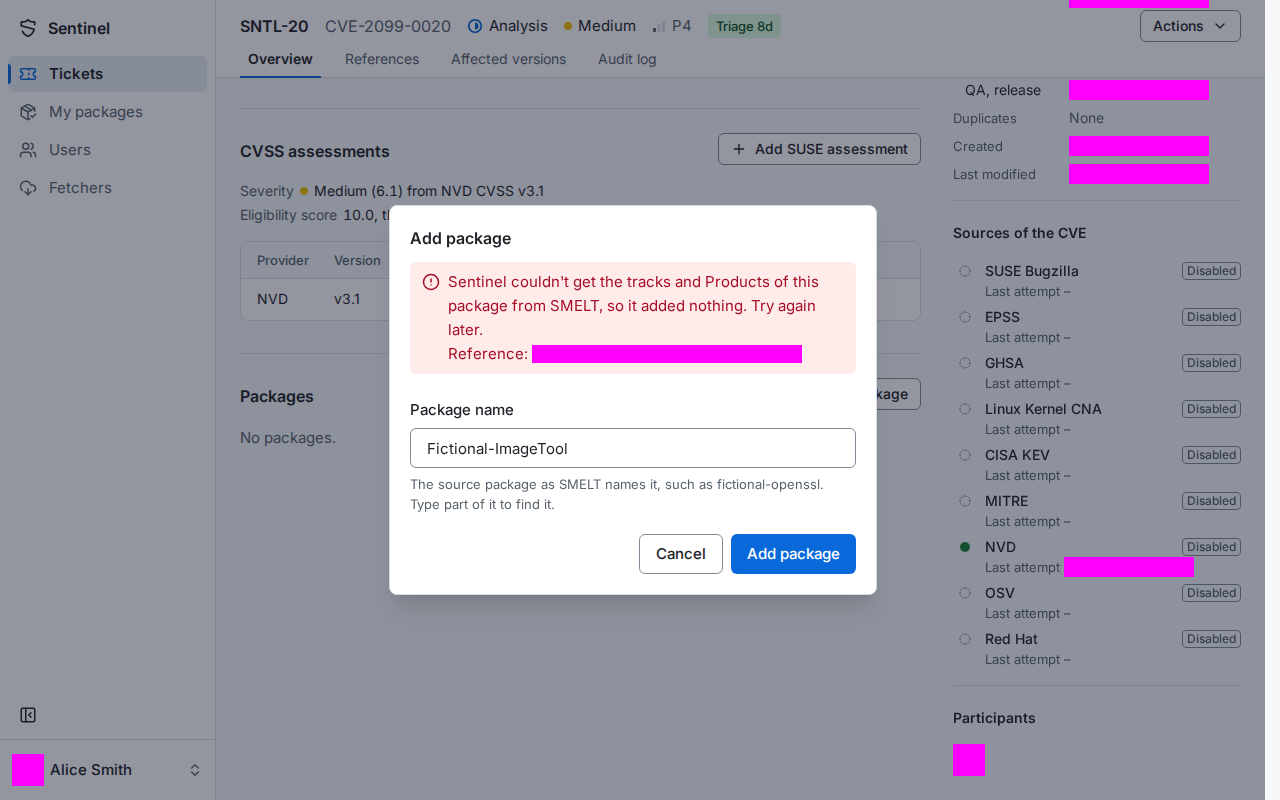 Sentinel
Tickets
My packages
Users
Fetchers
Alice Smith
SNTL-20 CVE-2099-0020 Analysis Medium P4 Triage 8d
Actions
Overview References Affected versions Audit log
CVSS assessments
Add SUSE assessment
Severity Medium (6.1) from NVD CVSS v3.1
Eligibility score 10.0,
Provider Version
NVD v3.1
Packages
No packages.
Add package
Sentinel couldn't get the tracks and Products of this
package from SMELT, so it added nothing. Try again
later.
Reference:
Package name
Fictional-ImageTool
The source package as SMELT names it, such as fictional-openssl.
Type part of it to find it.
Cancel
Add package
QA, release
Duplicates None
Created
Last modified
Sources of the CVE
SUSE Bugzilla Disabled
Last attempt –
EPSS Disabled
Last attempt –
GHSA Disabled
Last attempt –
Linux Kernel CNA Disabled
Last attempt –
CISA KEV Disabled
Last attempt –
MITRE Disabled
Last attempt –
NVD Disabled
Last attempt
OSV Disabled
Last attempt –
Red Hat Disabled
Last attempt –
Participants